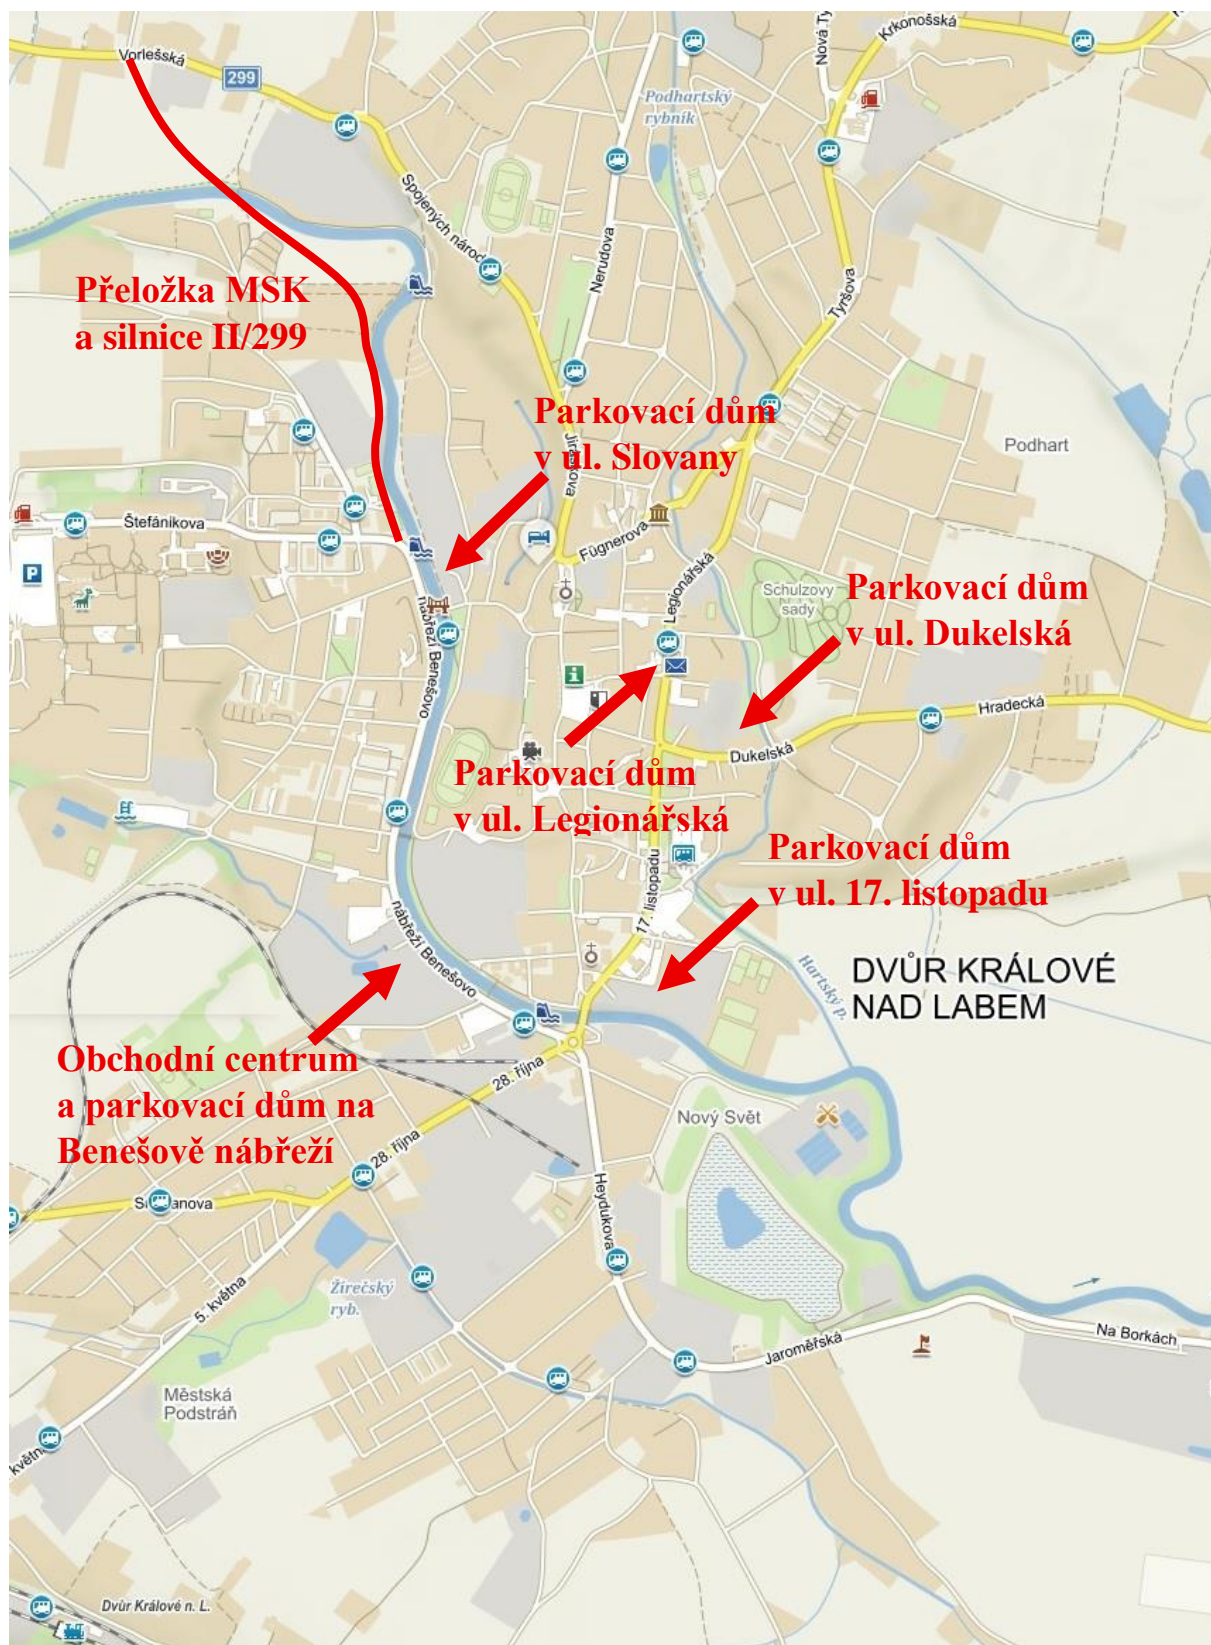 Vorlešská
299
Krkonošská
Nová Ty
Podhartský
rybník
Spojených národ
Nerudova
Tyršova
Přeložka MSK
a silnice II/299
Parkovací dům
v ul. Slovany
Jiráskova
Podhart
Štefánikova
Fügnerova
Legionářská
P
Schulzovy
sady
Parkovací dům
v ul. Dukelská
nábřeží Benešovo
i
Hradecká
Dukelská
Parkovací dům
v ul. Legionářská
17. listopadu
Parkovací dům
v ul. 17. listopadu
nábřeží Benešovo
Hartský p.
DVŮR KRÁLOVÉ
NAD LABEM
Obchodní centrum
a parkovací dům na
Benešově nábřeží
28. října
Nový Svět
28. října
anova
Heydukova
Žirečský
ryb.
5. května
Na Borkách
Jaroměřská
Městská
Podstráň
květn
Dvůr Králové n. L.